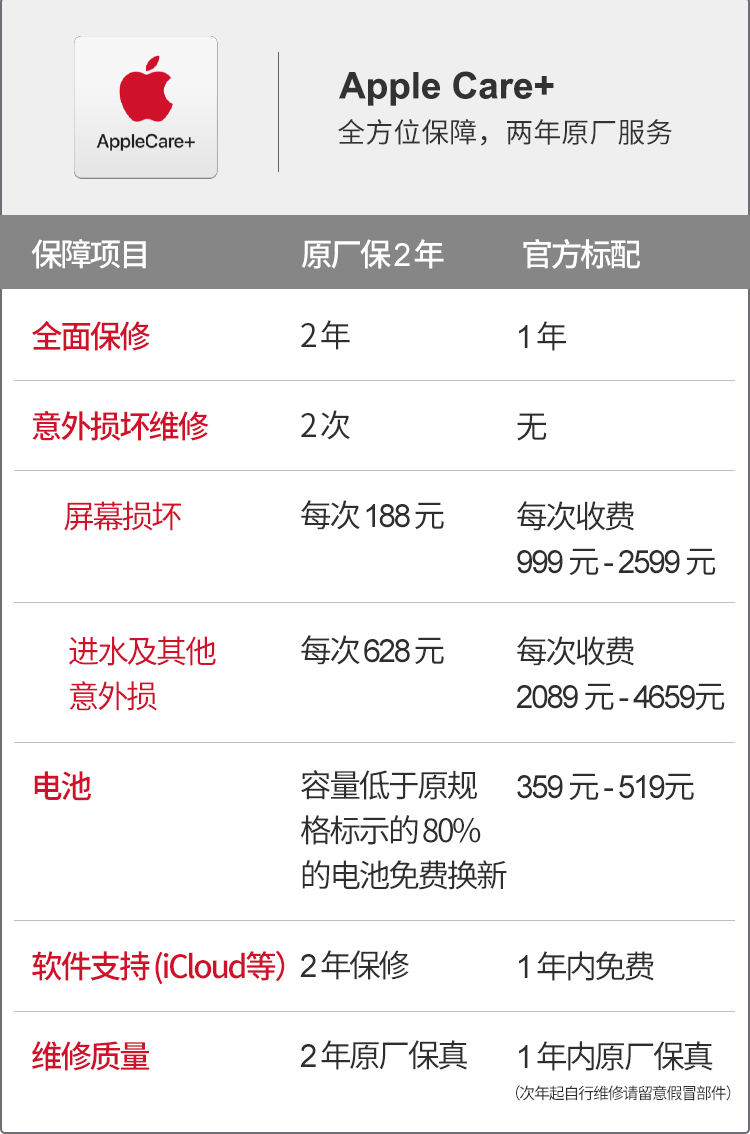 AppleCare+
Apple Care+
全方位保障，两年原厂服务
保障项目 原厂保2年 官方标配
全面保修 2年 1年
意外损坏维修 2次 无
屏幕损坏 每次188元 每次收费
999元-2599元
进水及其他 每次628元 每次收费
意外损 2089元-4659元
电池 容量低于原规 359元-519元
格标示的80%
的电池免费换新
软件支持(iCloud等) 2年保修 1年内免费
维修质量 2年原厂保真 1年内原厂保真
(次年起自行维修请留意假冒部件)